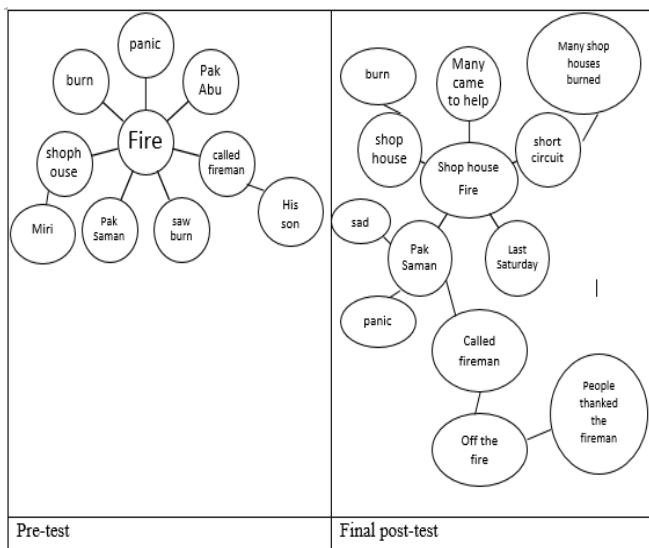 panic
burn
Pak
Abu
Fire
shoph
ouse
called
fireman
Miri
Pak
Saman
saw
burn
His
son
Pre-test
Many shop
houses
burned
burn
Many
came
to help
shop
house
short
circuit
Shop house
Fire
sad
Pak
Saman
Last
Saturday
panic
Called
fireman
People
thanked
the
fireman
Off the
fire
Final post-test